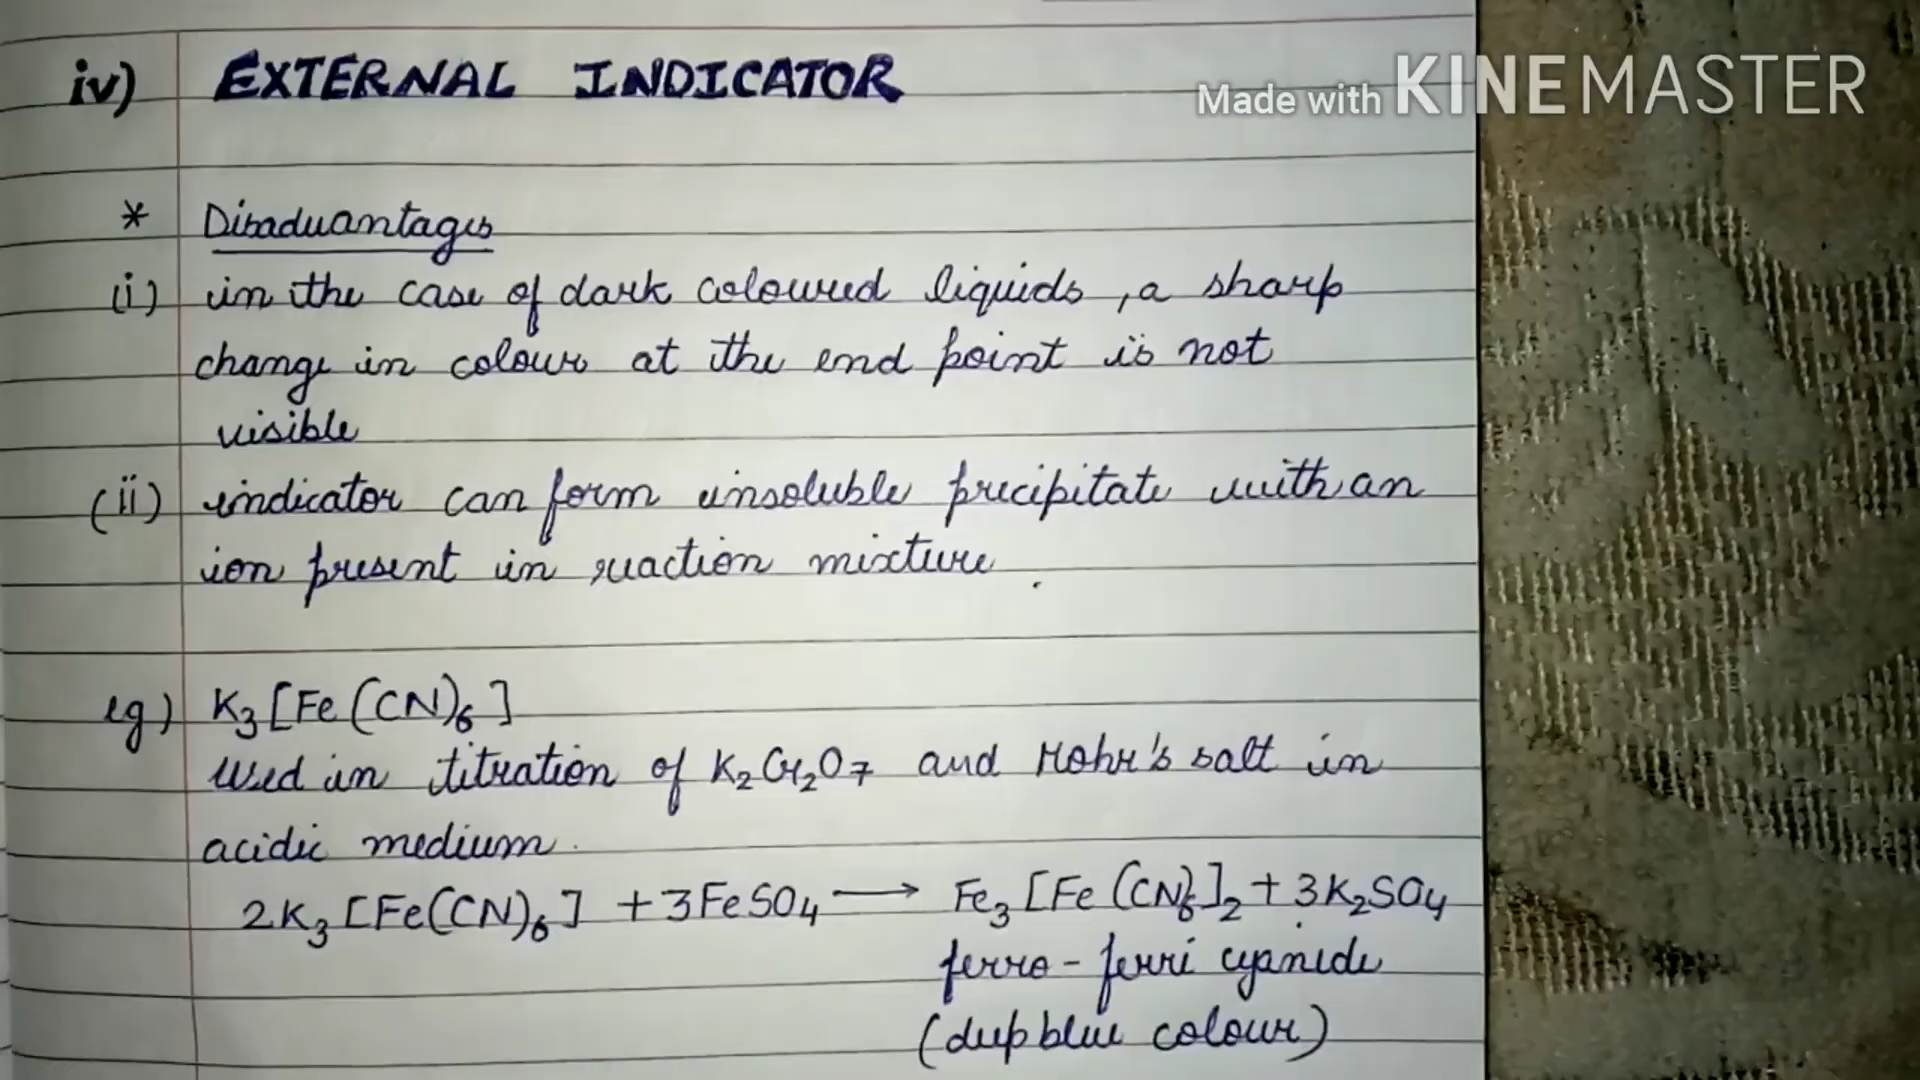 iv) EXTERNAL INDICATOR
Made with KINEMASTER
* Disadvantages
(i) in the case of dark coloured liquids, a sharp
change in colour at the end point is not
visible
(ii) indicator can form insoluble precipitate with an
ion present in reaction mixture.
eg) K₃[Fe(CN)₆]
Used in titration of K₂Cr₂O₇ and Mohr's salt in
acidic medium.
2K₃[Fe(CN)₆] + 3FeSO₄ → Fe₃[Fe(CN)₆]₂ + 3K₂SO₄
ferro-ferri cyanide
(deep blue colour)